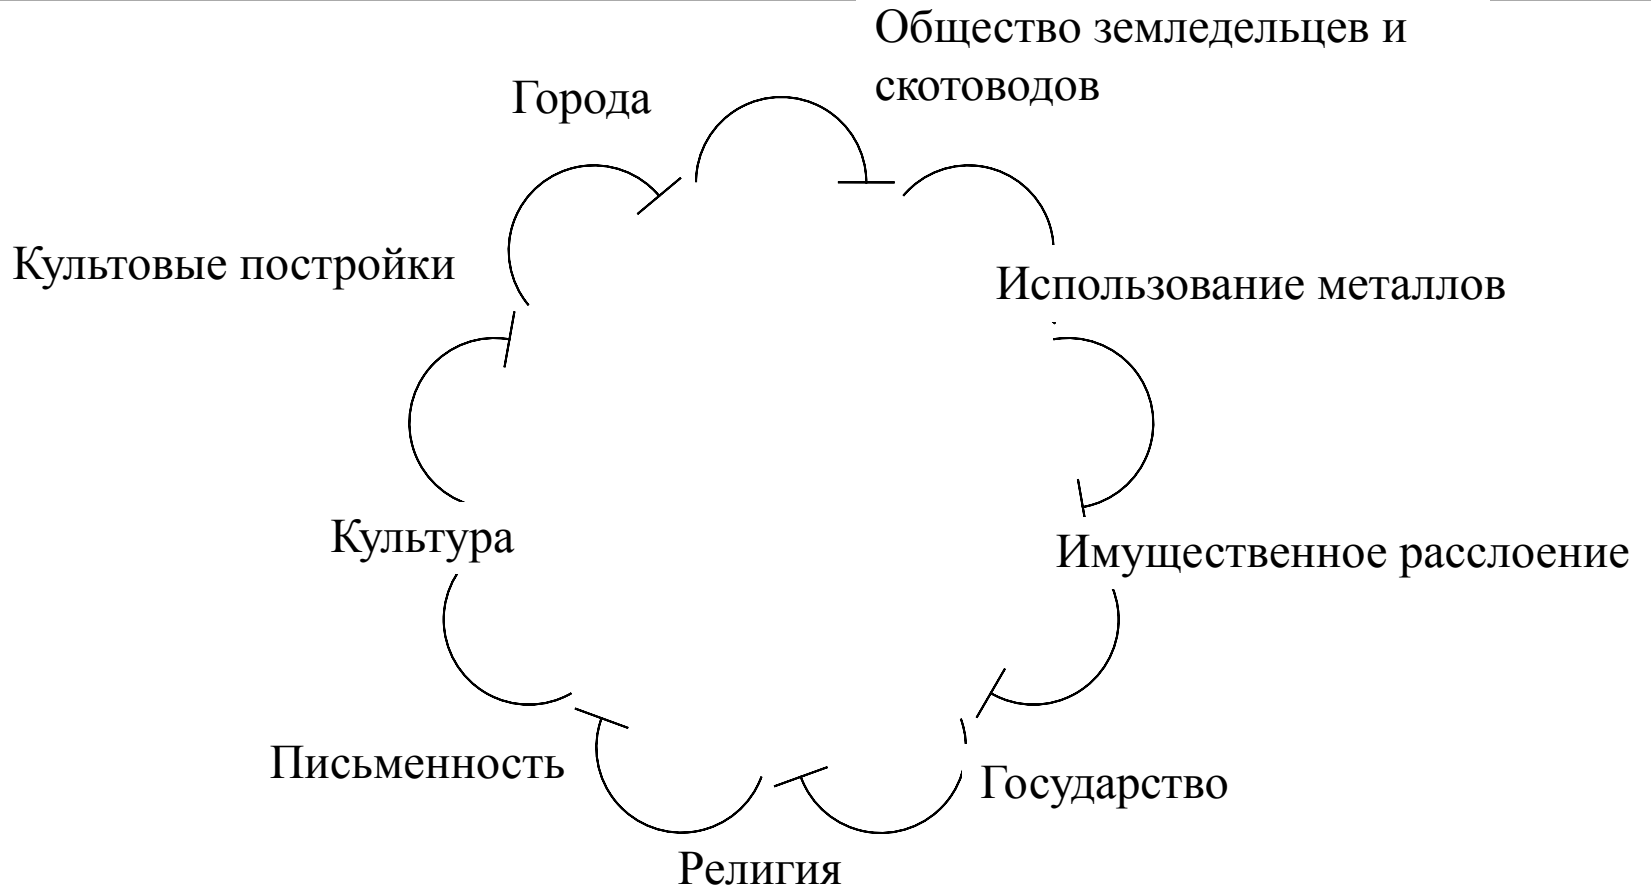 Общество земледельцев и
скотоводов
Города
Культовые постройки
Использование металлов
Культура
Имущественное расслоение
Письменность
Государство
Религия